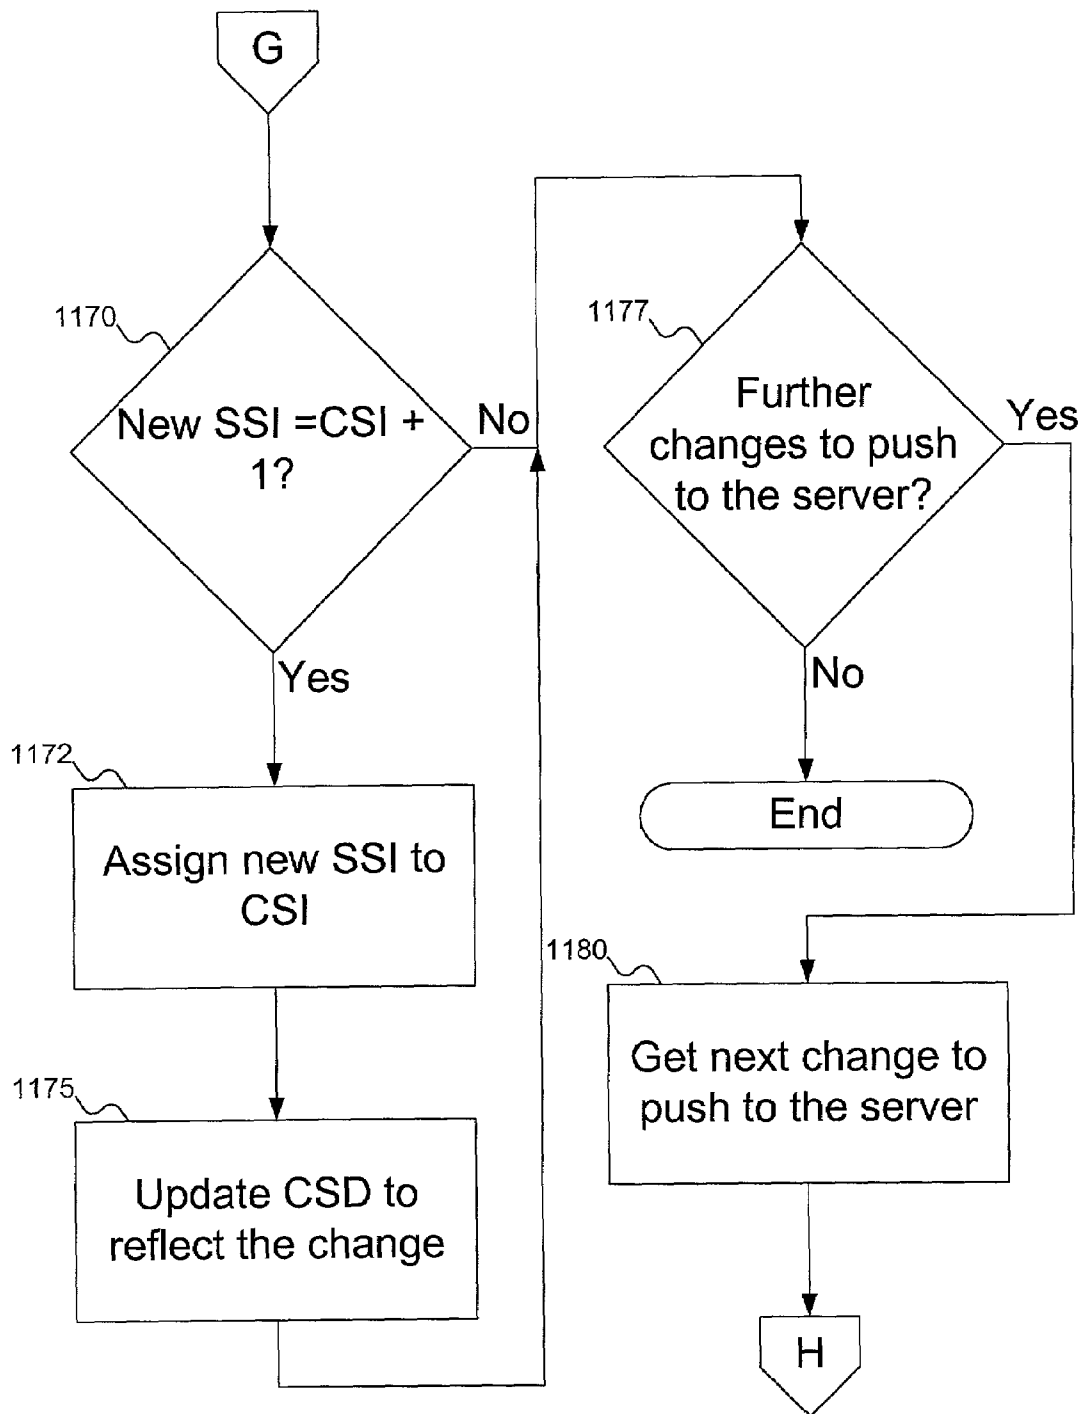 G
1170
New SSI =CSI +
1?
No
Yes
1172
Assign new SSI to
CSI
1175
Update CSD to
reflect the change
1177
Further
changes to push
to the server?
Yes
No
End
1180
Get next change to
push to the server
H